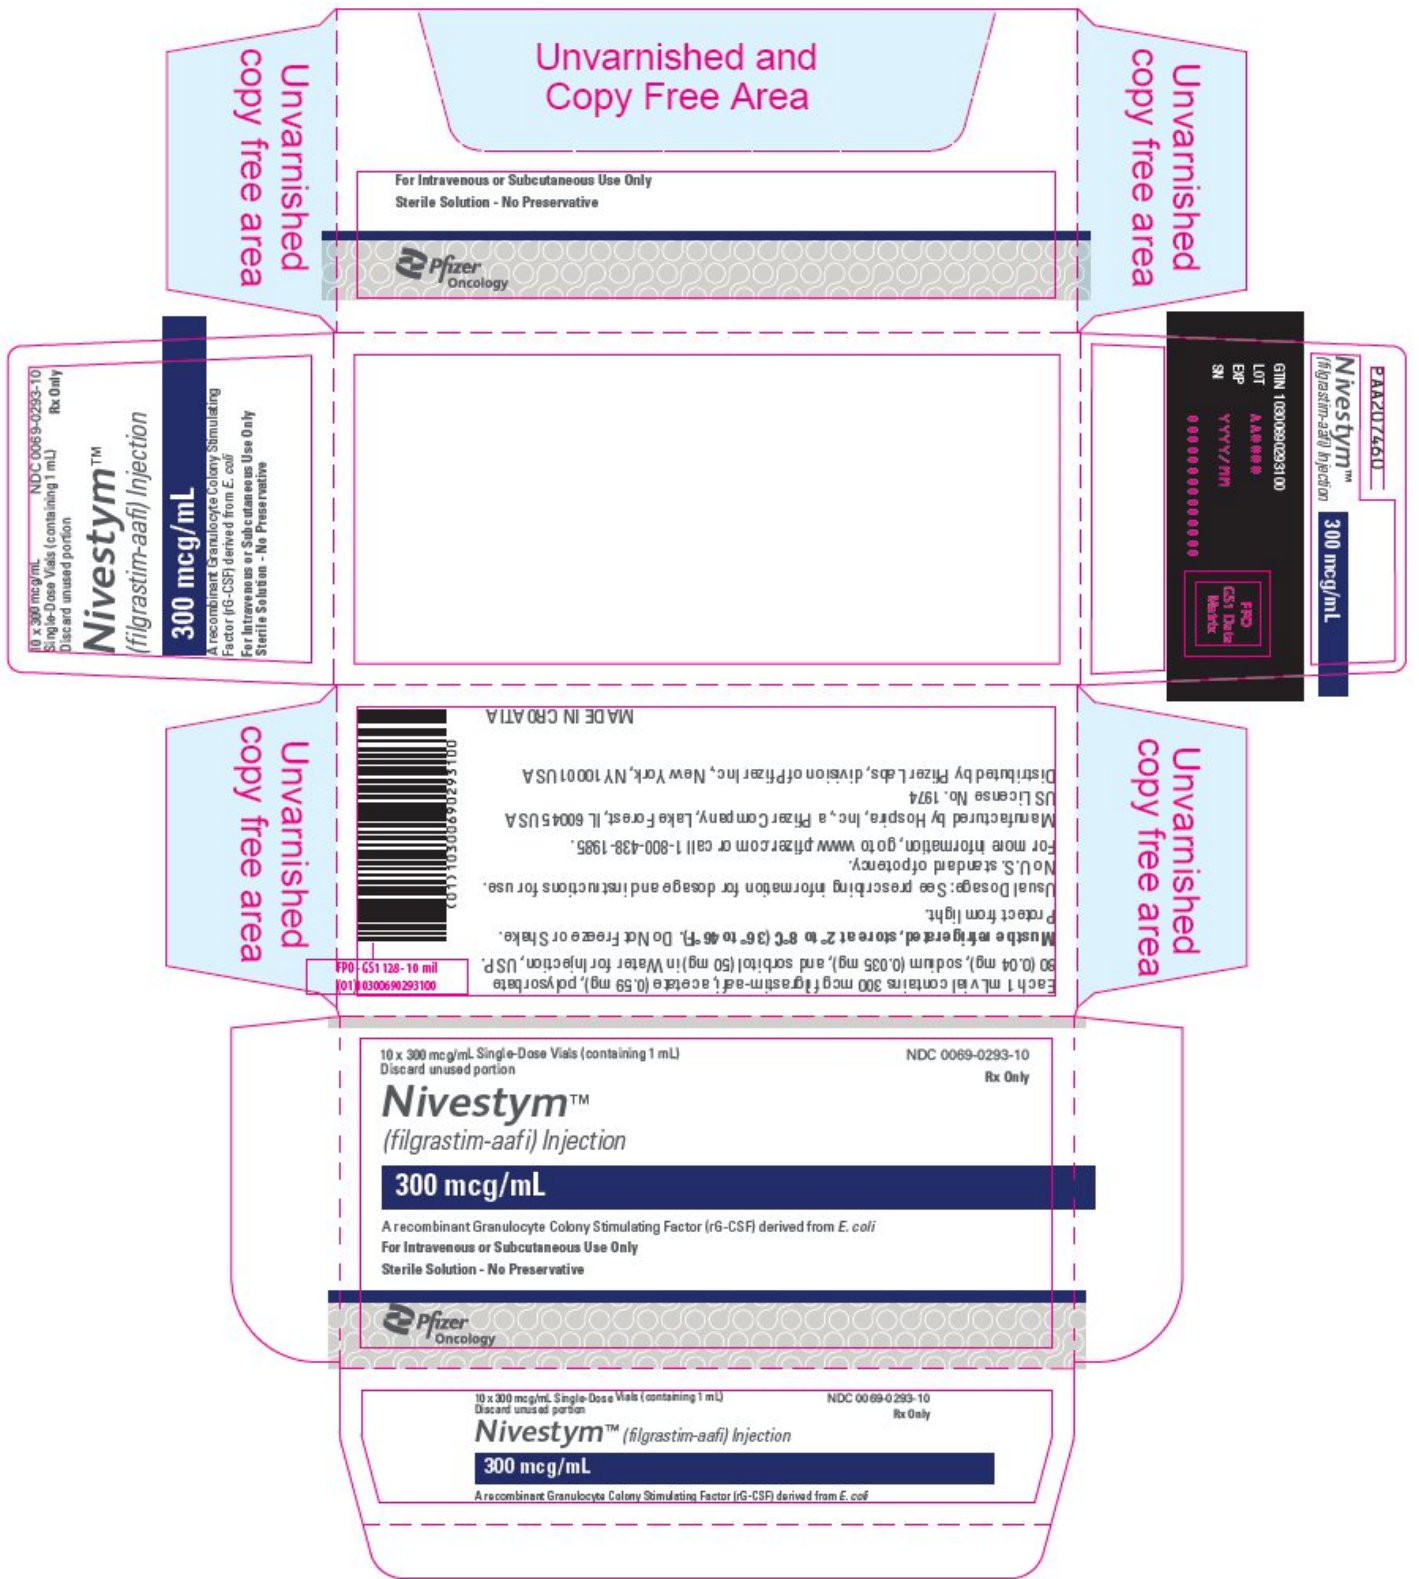 Unvarnished and
Copy Free Area
Unvarnished
copy free area
Unvarnished
copy free area
For Intravenous or Subcutaneous Use Only
Sterile Solution - No Preservative
Pfizer
Oncology
10 x 300 mcg/mL NDC 0069-0293-10
Single-Dose Vials (containing 1 mL) Rx Only
Discard unused portion
Nivestym™
(filgrastim-aafi) Injection
300 mcg/mL
A recombinant Granulocyte Colony Stimulating
Factor (rG-CSF) derived from E. coli
For Intravenous or Subcutaneous Use Only
Sterile Solution - No Preservative
PAA207460
Nivestym™
(filgrastim-aafi) Injection
300 mcg/mL
GTIN 10300690293100
LOT AA####
EXP YYYY/MM
SN
FPO
GS1 Data
Matrix
Unvarnished
copy free area
Unvarnished
copy free area
Each 1 mL vial contains 300 mcg filgrastim-aafi, acetate (0.59 mg), polysorbate
80 (0.04 mg), sodium (0.035 mg), and sorbitol (50 mg) in Water for Injection, USP.
Must be refrigerated, store at 2° to 8°C (36° to 46°F). Do Not Freeze or Shake.
Protect from light.
Usual Dosage: See prescribing information for dosage and instructions for use.
No U.S. standard of potency.
For more information, go to www.pfizer.com or call 1-800-438-1985.
Manufactured by Hospira, Inc., a Pfizer Company, Lake Forest, IL 60045 USA
US License No. 1974
Distributed by Pfizer Labs, division of Pfizer Inc., New York, NY 10001 USA
MADE IN CROATIA
(01)10300690293100
FPO - GS1 128 - 10 mil
(01)10300690293100
10 x 300 mcg/mL Single-Dose Vials (containing 1 mL) NDC 0069-0293-10
Discard unused portion Rx Only
Nivestym™
(filgrastim-aafi) Injection
300 mcg/mL
A recombinant Granulocyte Colony Stimulating Factor (rG-CSF) derived from E. coli
For Intravenous or Subcutaneous Use Only
Sterile Solution - No Preservative
Pfizer
Oncology
10 x 300 mcg/mL Single-Dose Vials (containing 1 mL) NDC 0069-0293-10
Discard unused portion Rx Only
Nivestym™ (filgrastim-aafi) Injection
300 mcg/mL
A recombinant Granulocyte Colony Stimulating Factor (rG-CSF) derived from E. coli